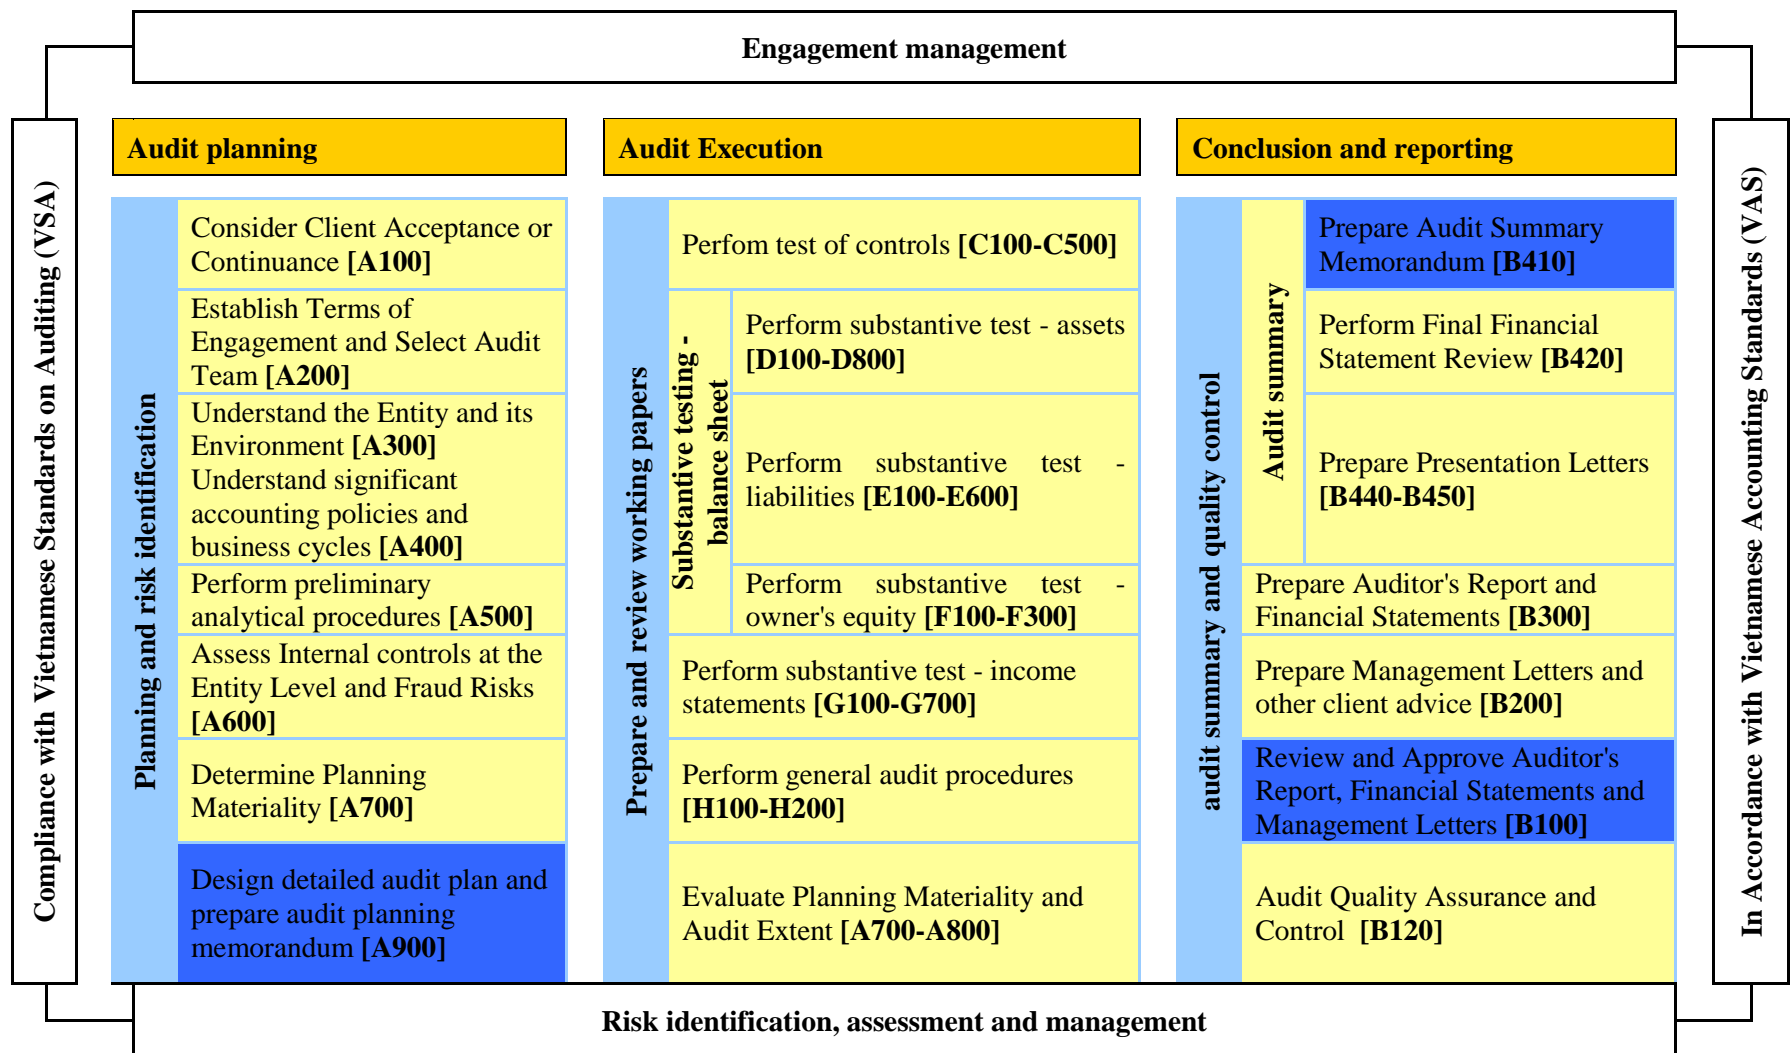 Engagement management
Compliance with Vietnamese Standards on Auditing (VSA)
Audit planning
Planning and risk identification
Consider Client Acceptance or
Continuance [A100]
Establish Terms of
Engagement and Select Audit
Team [A200]
Understand the Entity and its
Environment [A300]
Understand significant
accounting policies and
business cycles [A400]
Perform preliminary
analytical procedures [A500]
Assess Internal controls at the
Entity Level and Fraud Risks
[A600]
Determine Planning
Materiality [A700]
Design detailed audit plan and
prepare audit planning
memorandum [A900]
Audit Execution
Prepare and review working papers
Perfom test of controls [C100-C500]
Substantive testing -
balance sheet
Perform substantive test - assets
[D100-D800]
Perform substantive test -
liabilities [E100-E600]
Perform substantive test -
owner's equity [F100-F300]
Perform substantive test - income
statements [G100-G700]
Perform general audit procedures
[H100-H200]
Evaluate Planning Materiality and
Audit Extent [A700-A800]
Conclusion and reporting
audit summary and quality control
Audit summary
Prepare Audit Summary
Memorandum [B410]
Perform Final Financial
Statement Review [B420]
Prepare Presentation Letters
[B440-B450]
Prepare Auditor's Report and
Financial Statements [B300]
Prepare Management Letters and
other client advice [B200]
Review and Approve Auditor's
Report, Financial Statements and
Management Letters [B100]
Audit Quality Assurance and
Control [B120]
In Accordance with Vietnamese Accounting Standards (VAS)
Risk identification, assessment and management